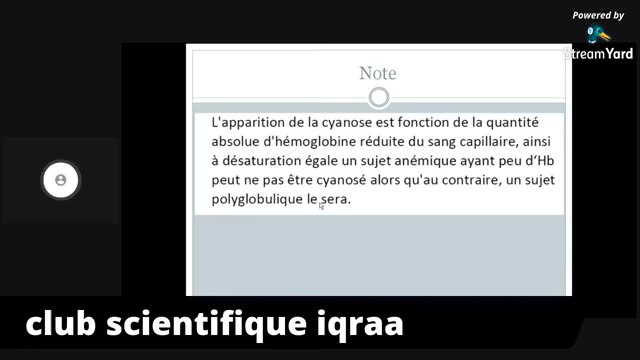 Powered by
StreamYard
Note
L'apparition de la cyanose est fonction de la quantité
absolue d'hémoglobine réduite du sang capillaire, ainsi
à désaturation égale un sujet anémique ayant peu d'Hb
peut ne pas être cyanosé alors qu'au contraire, un sujet
polyglobulique le sera.
club scientifique iqraa